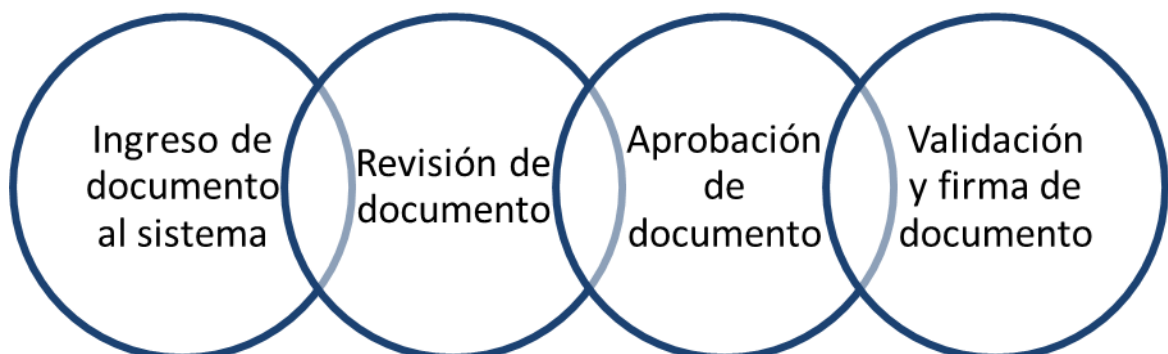 Ingreso de
documento
al sistema
Revisión de
documento
Aprobación
de
documento
Validación
y firma de
documento